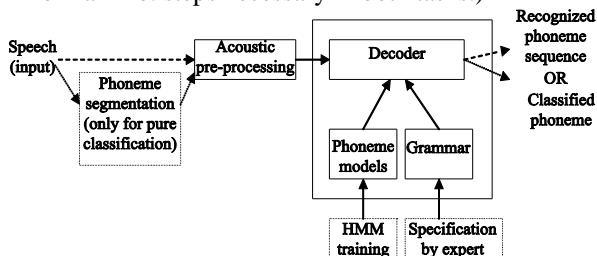 Speech
(input)
Phoneme
segmentation
(only for pure
classification)
Acoustic
pre-processing
Decoder
Phoneme
models
Grammar
HMM
training
Specification
by expert
Recognized
phoneme
sequence
OR
Classified
phoneme